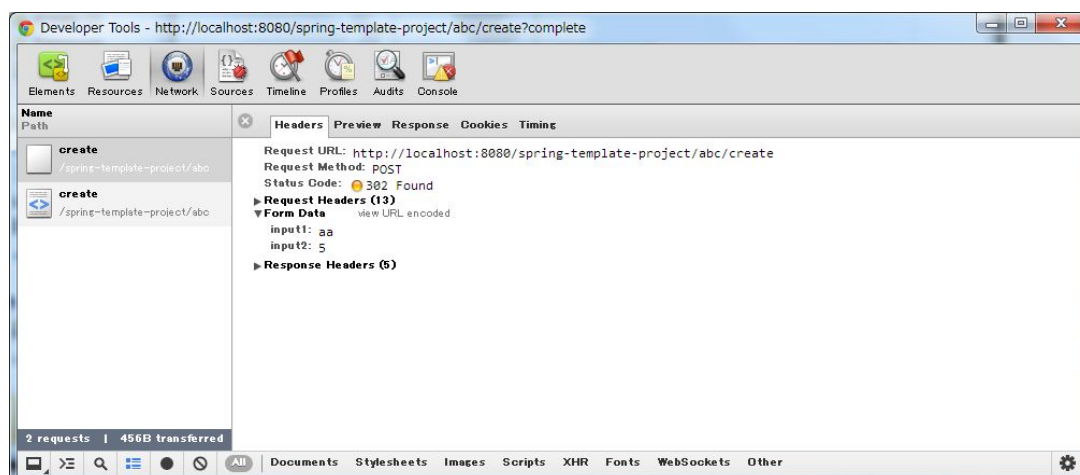 Developer Tools - http://localhost:8080/spring-template-project/abc/create?complete
Elements Resources Network Sources Timeline Profiles Audits Console
Name
Path
Headers Preview Response Cookies Timing
create
/spring-template-project/abc
create
/spring-template-project/abc
Request URL: http://localhost:8080/spring-template-project/abc/create
Request Method: POST
Status Code: 302 Found
Request Headers (13)
Form Data view URL encoded
input1: aa
input2: 5
Response Headers (5)
2 requests | 456B transferred
All Documents Stylesheets Images Scripts XHR Fonts WebSockets Other